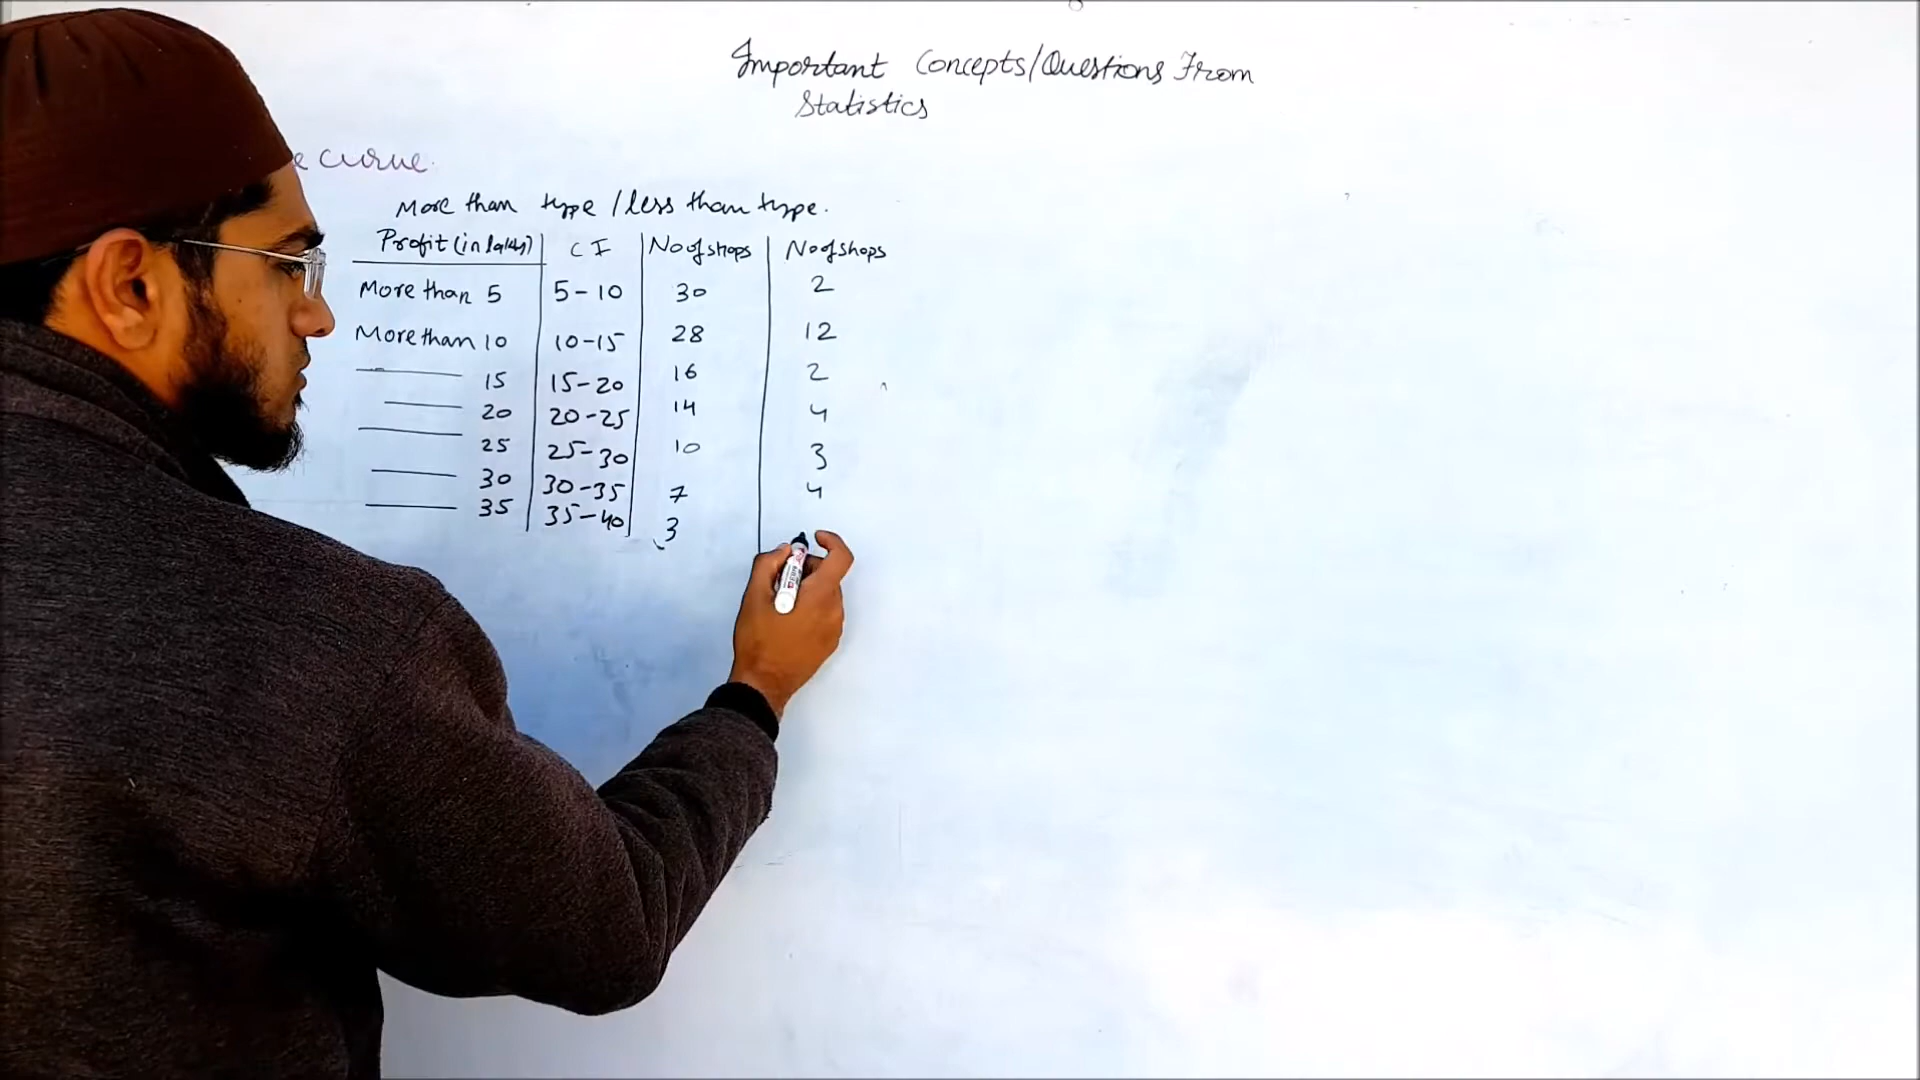 Important Concepts/Questions From
Statistics
e curve.
More than type / less than type.
Profit (in lakh) CI No of shops No of shops
More than 5 5-10 30 2
More than 10 10-15 28 12
15 15-20 16 2
20 20-25 14 4
25 25-30 10 3
30 30-35 7 4
35 35-40 3